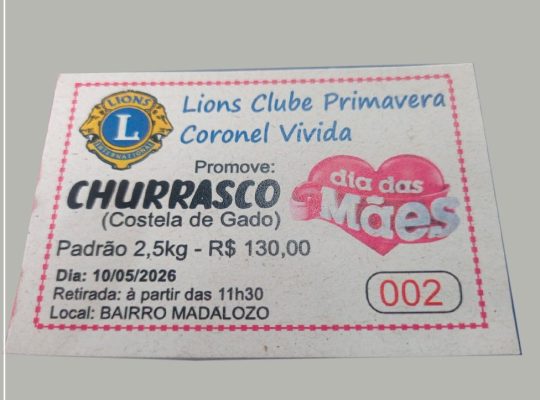 LIONS
L
INTERNATIONAL
Lions Clube Primavera
Coronel Vivida
Promove:
CHURRASCO
(Costela de Gado)
dia das
Mães
Padrão 2,5kg - R$ 130,00
Dia: 10/05/2026
Retirada: à partir das 11h30
Local: BAIRRO MADALOZO
002